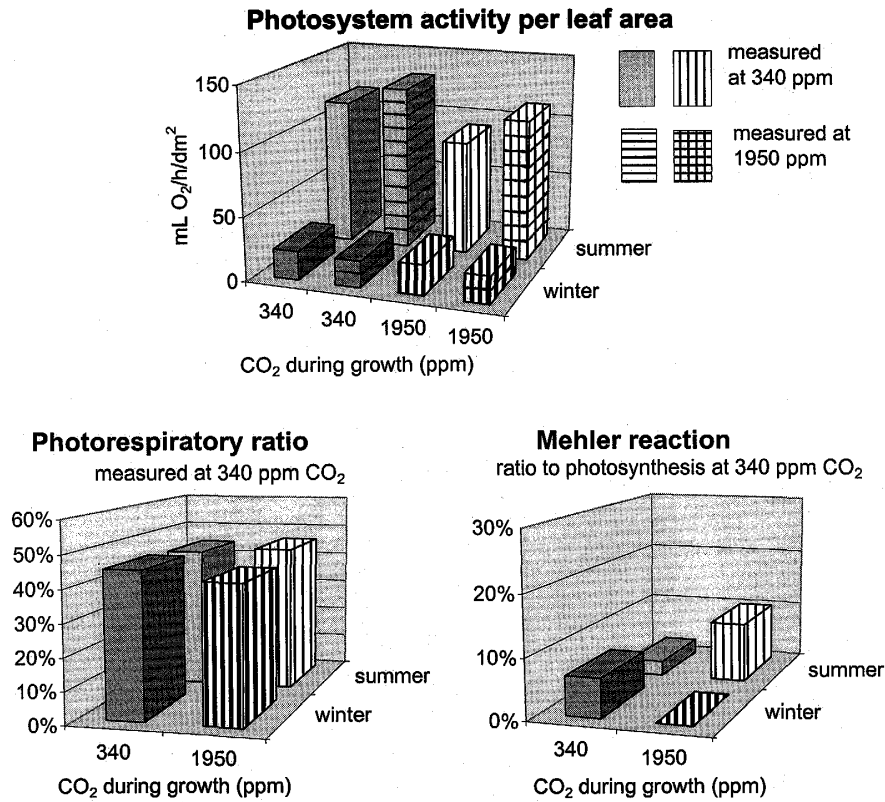 Photosystem activity per leaf area
measured
at 340 ppm
measured at
1950 ppm
mL O₂/h/dm²
150
100
50
0
340
340
1950
1950
summer
winter
CO₂ during growth (ppm)
Photorespiratory ratio
measured at 340 ppm CO₂
60%
50%
40%
30%
20%
10%
0%
340
1950
summer
winter
CO₂ during growth (ppm)
Mehler reaction
ratio to photosynthesis at 340 ppm CO₂
30%
20%
10%
0%
340
1950
summer
winter
CO₂ during growth (ppm)